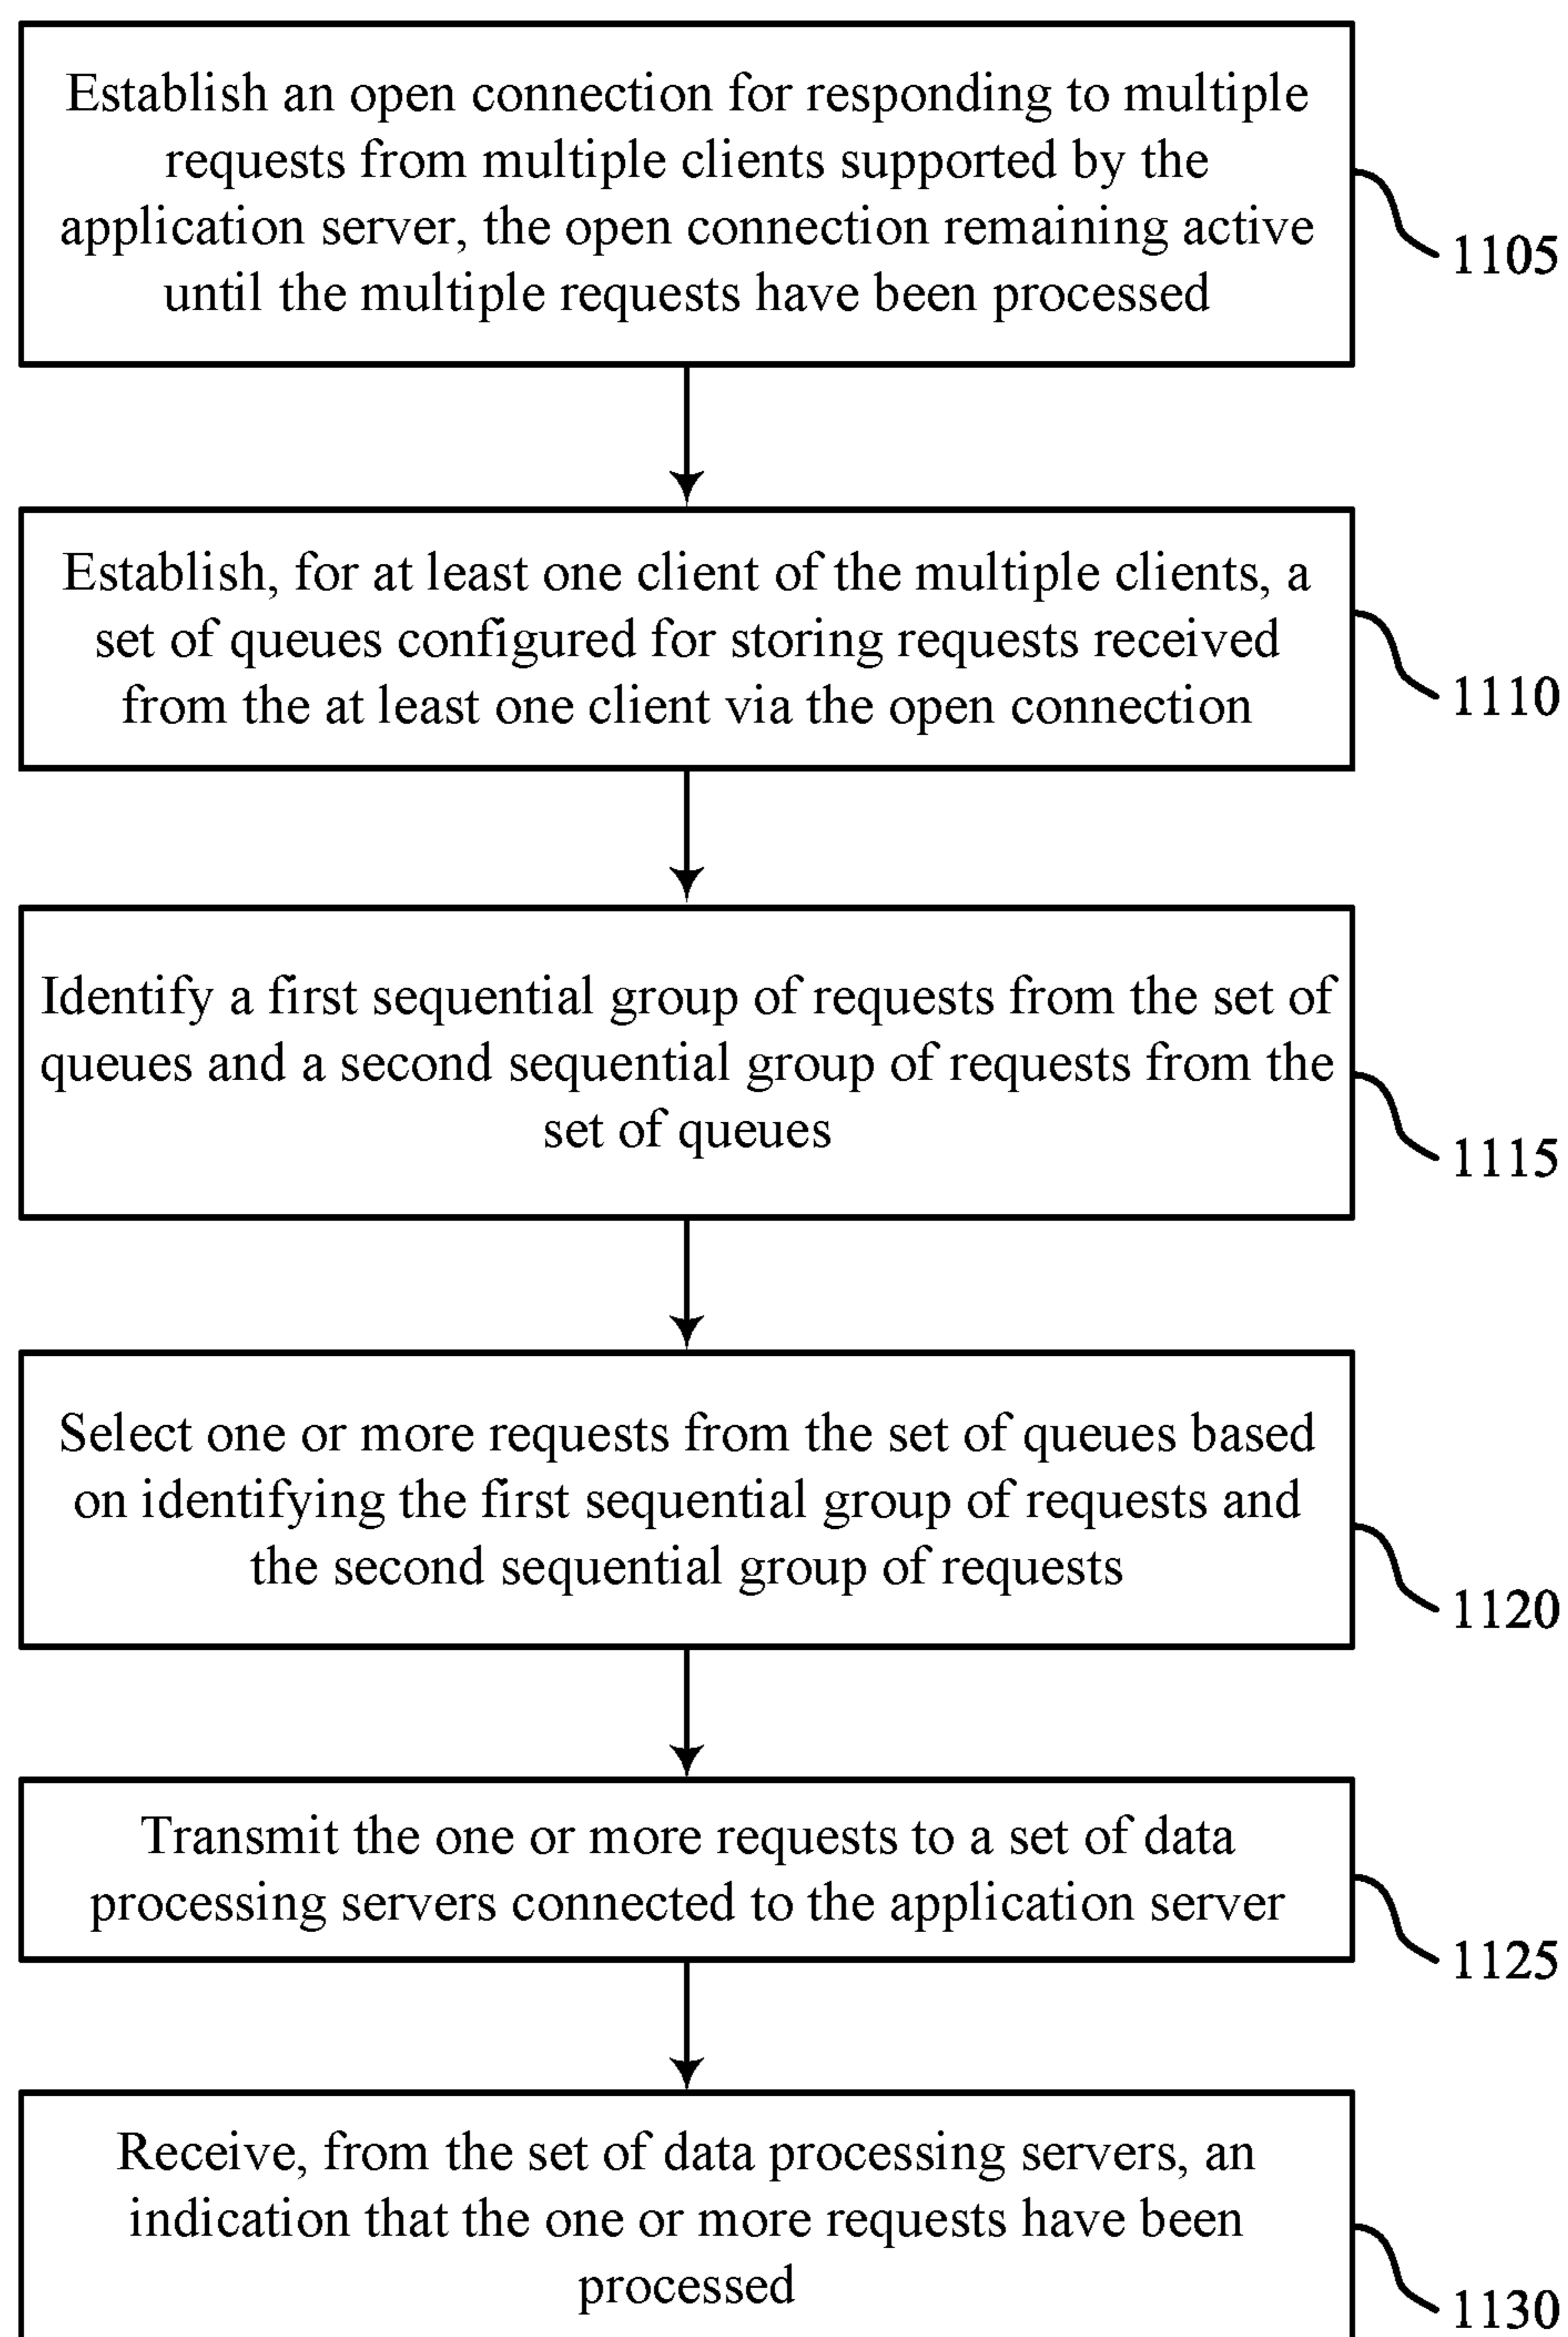 Establish an open connection for responding to multiple
requests from multiple clients supported by the
application server, the open connection remaining active
until the multiple requests have been processed
1105
Establish, for at least one client of the multiple clients, a
set of queues configured for storing requests received
from the at least one client via the open connection
1110
Identify a first sequential group of requests from the set of
queues and a second sequential group of requests from the
set of queues
1115
Select one or more requests from the set of queues based
on identifying the first sequential group of requests and
the second sequential group of requests
1120
Transmit the one or more requests to a set of data
processing servers connected to the application server
1125
Receive, from the set of data processing servers, an
indication that the one or more requests have been
processed
1130